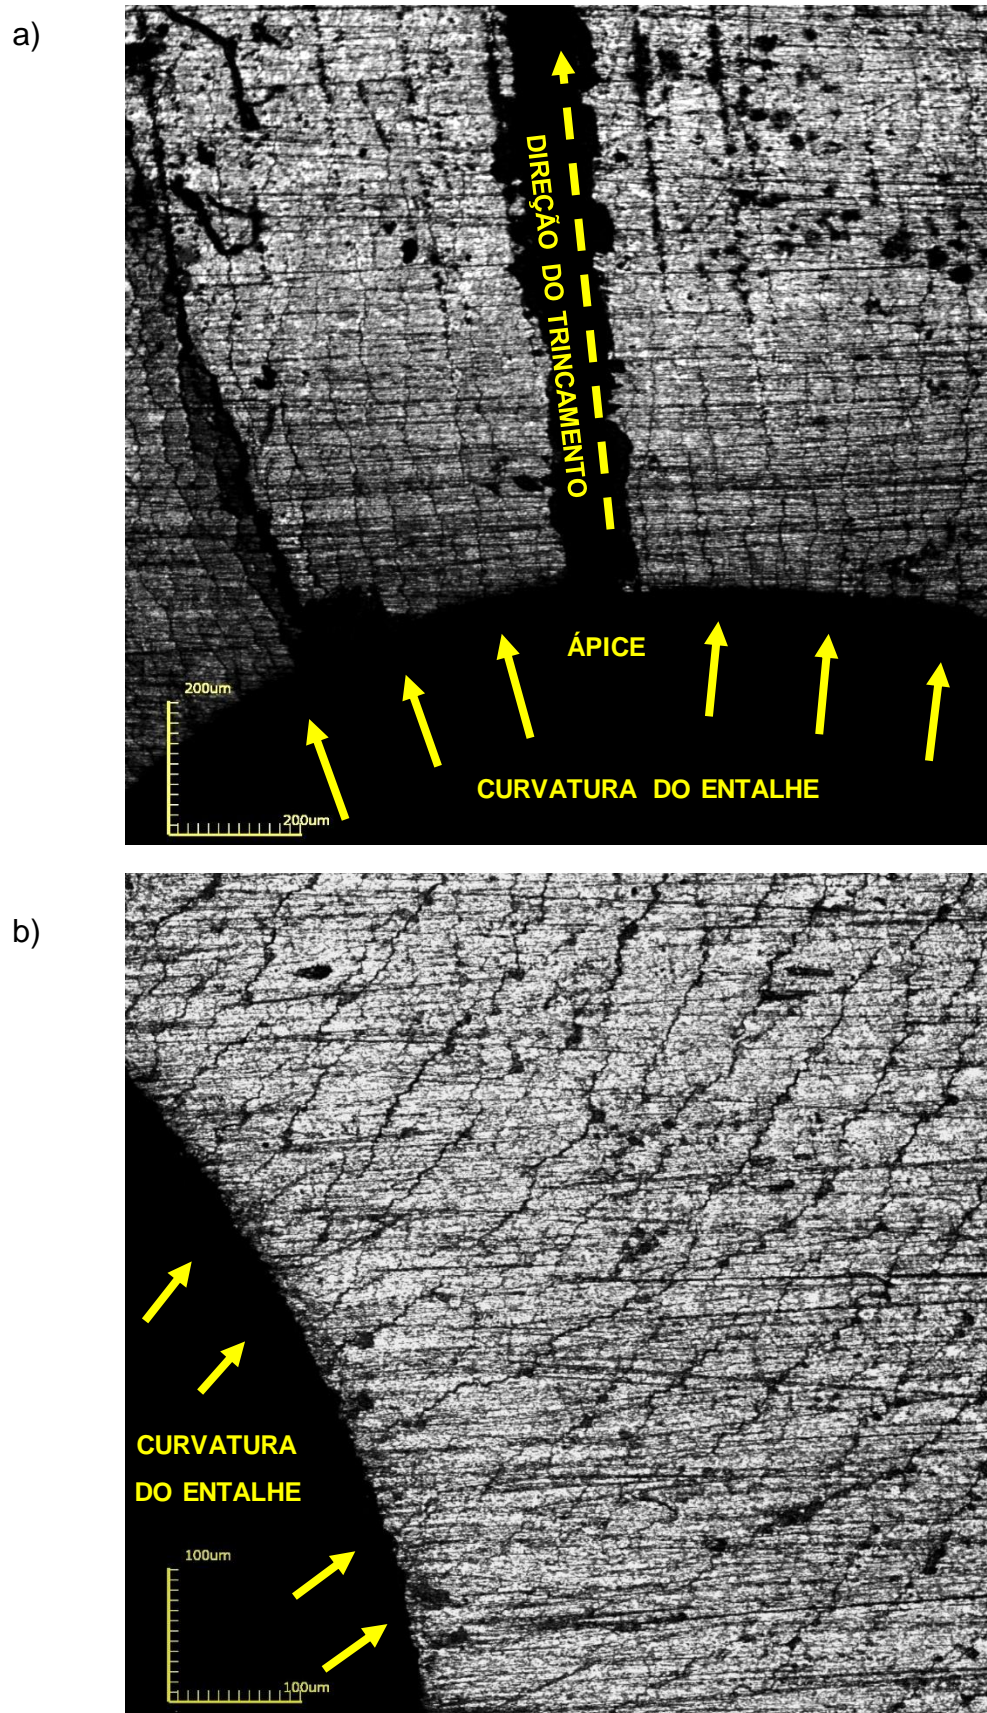 a)
DIREÇÃO DO TRINCAMENTO
ÁPICE
200um
CURVATURA DO ENTALHE
200um
b)
CURVATURA
DO ENTALHE
100um
100um